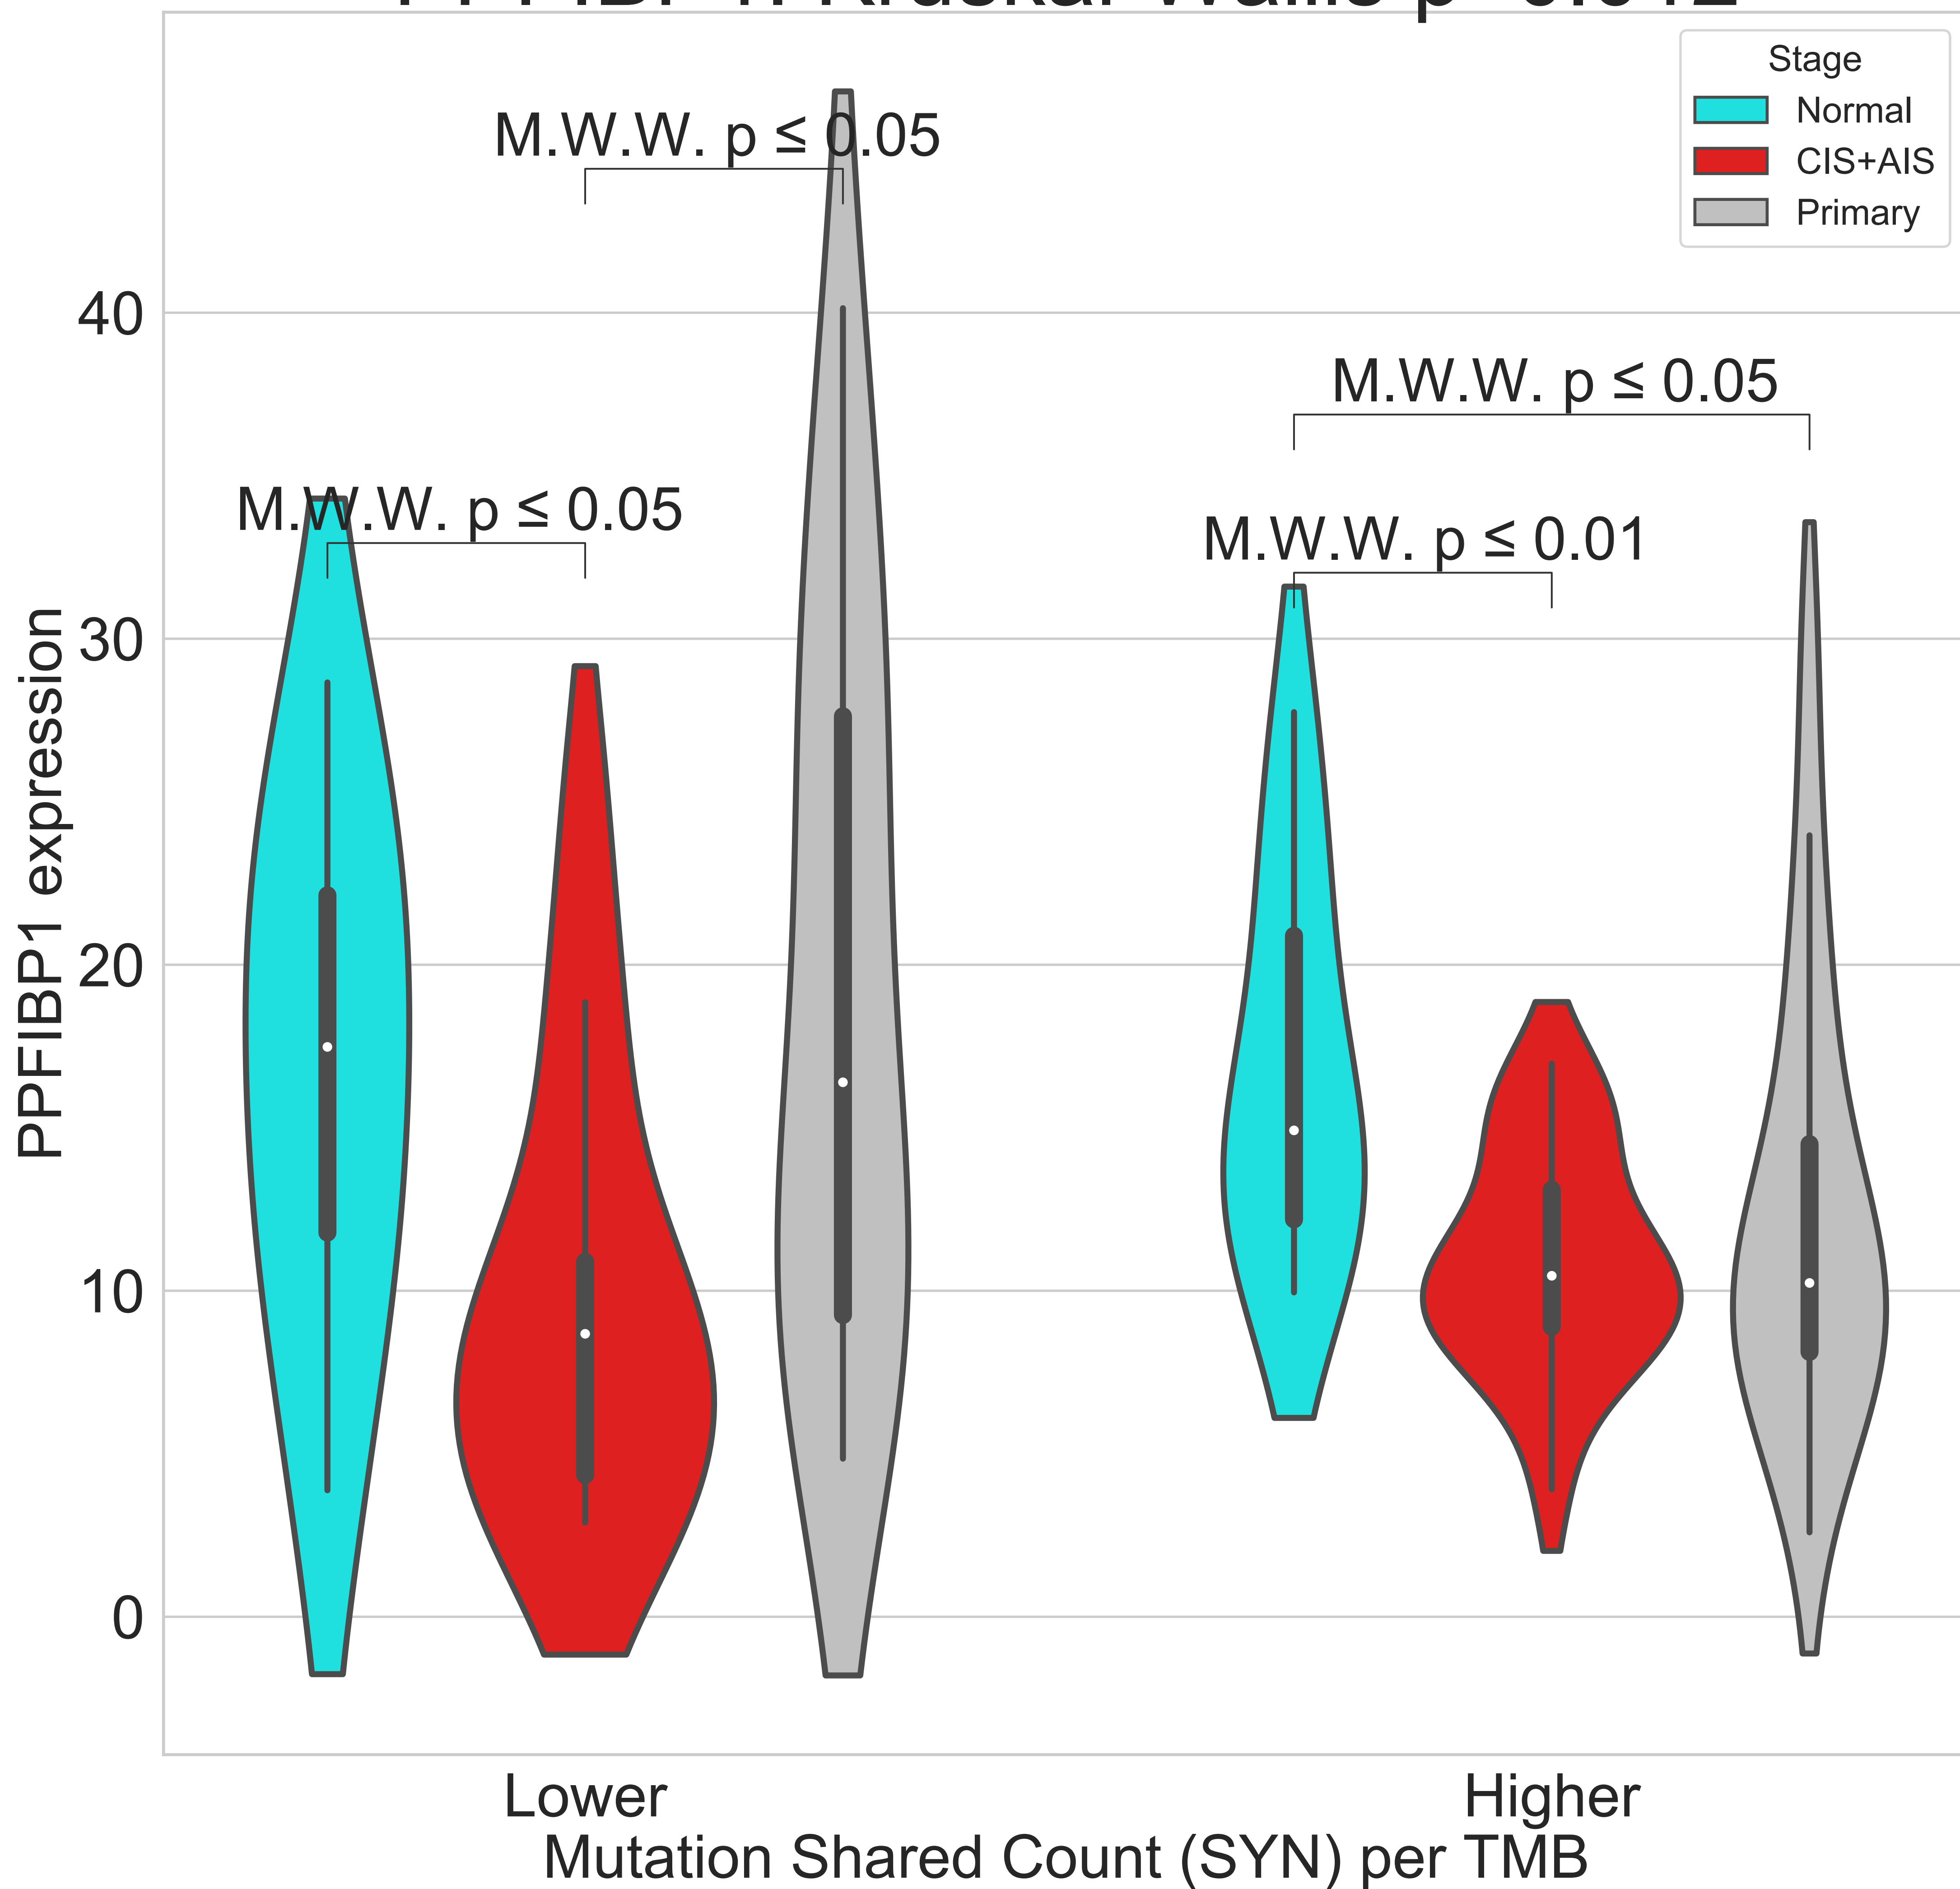 Stage
Normal
CIS+AIS
Primary
M.W.W. p ≤ 0.05
M.W.W. p ≤ 0.05
M.W.W. p ≤ 0.05
M.W.W. p ≤ 0.01
PPFIBP1 expression
40
30
20
10
0
Lower
Higher
Mutation Shared Count (SYN) per TMB